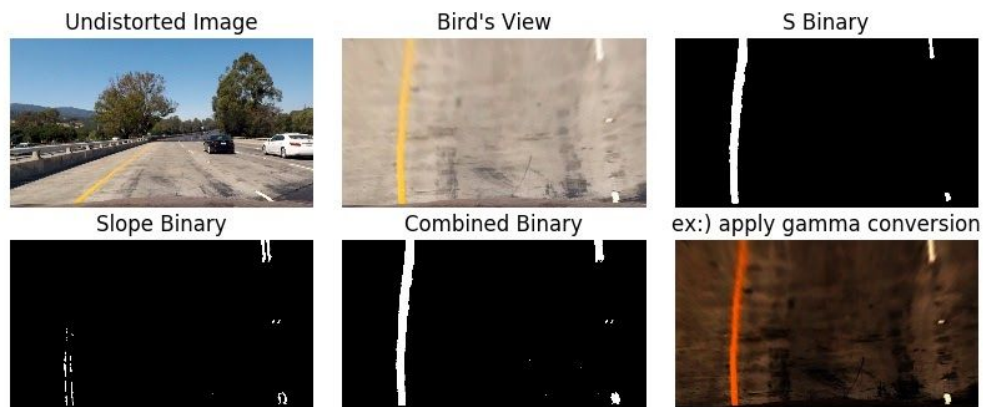 Undistorted Image
Bird's View
S Binary
Slope Binary
Combined Binary
ex:) apply gamma conversion